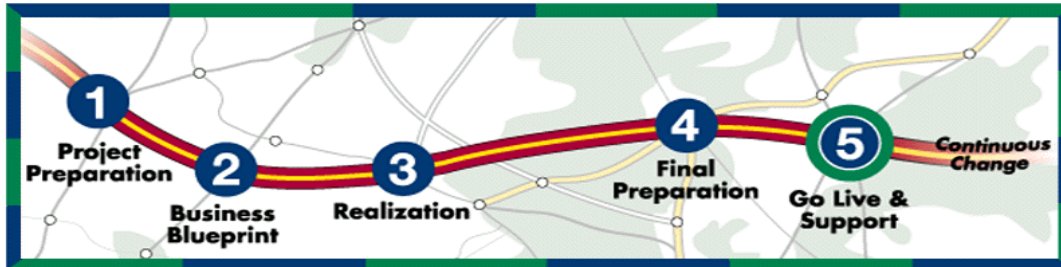 1
Project
Preparation
2
Business
Blueprint
3
Realization
4
Final
Preparation
5
Go Live &
Support
Continuous
Change